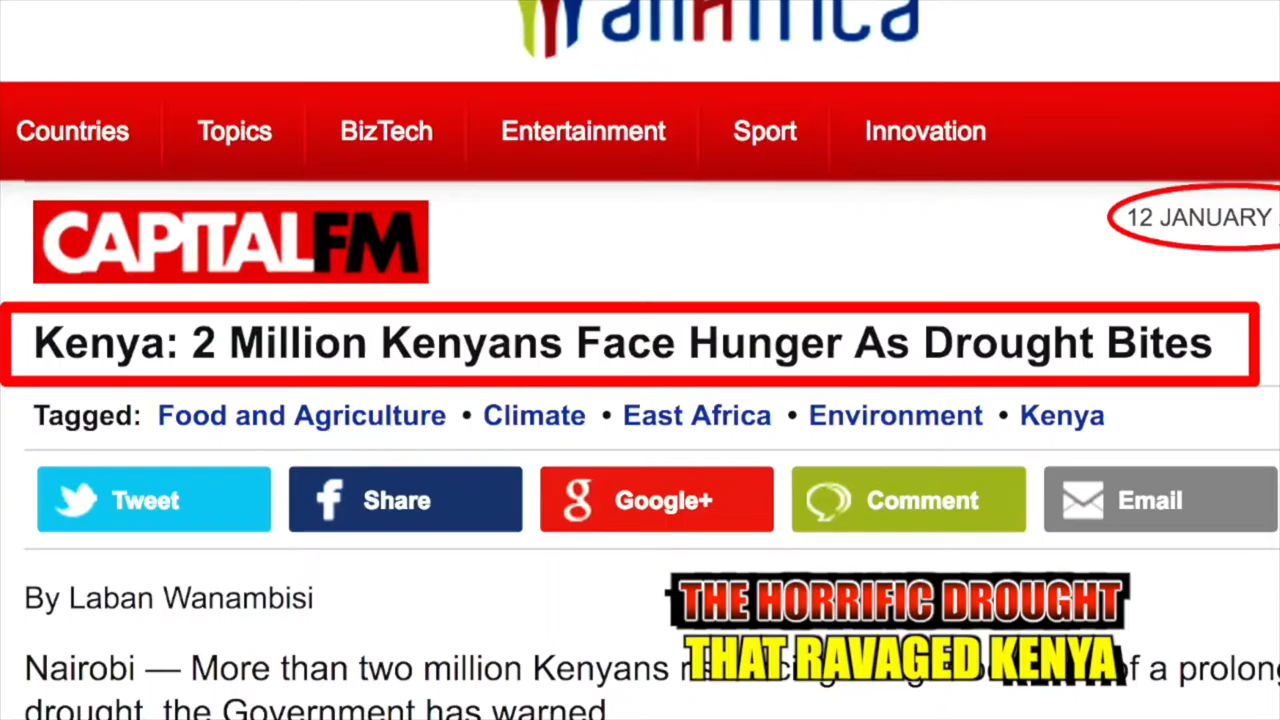 allAfrica
Countries Topics BizTech Entertainment Sport Innovation
CAPITALFM
12 JANUARY
Kenya: 2 Million Kenyans Face Hunger As Drought Bites
Tagged: Food and Agriculture • Climate • East Africa • Environment • Kenya
Tweet Share Google+ Comment Email
By Laban Wanambisi
THE HORRIFIC DROUGHT
THAT RAVAGED KENYA
Nairobi — More than two million Kenyans of a prolon
drought, the Government has warned